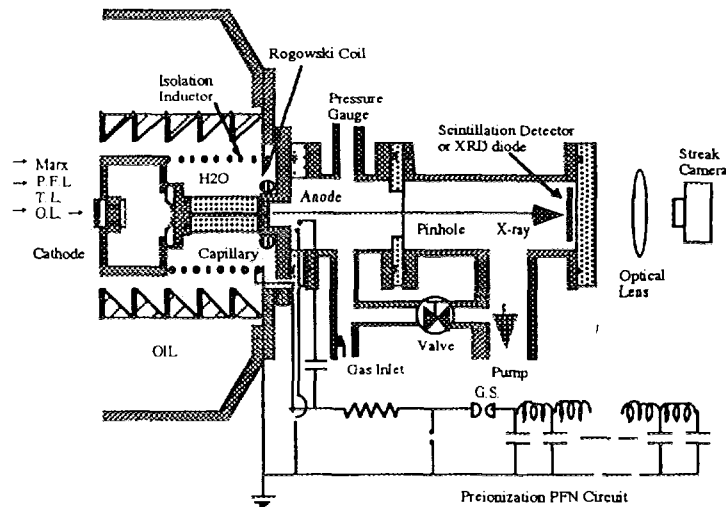 Rogowski Coil
Isolation
Inductor
Pressure
Gauge
Scintillation Detector
or XRD diode
Streak
Camera
→ Marx
→ P.F.L.
T.L.
→ O.L. →
H2O
Anode
Cathode
Capillary
Pinhole
X-ray
Optical
Lens
OIL
Valve
Gas Inlet
Pump
G.S.
Preionization PFN Circuit